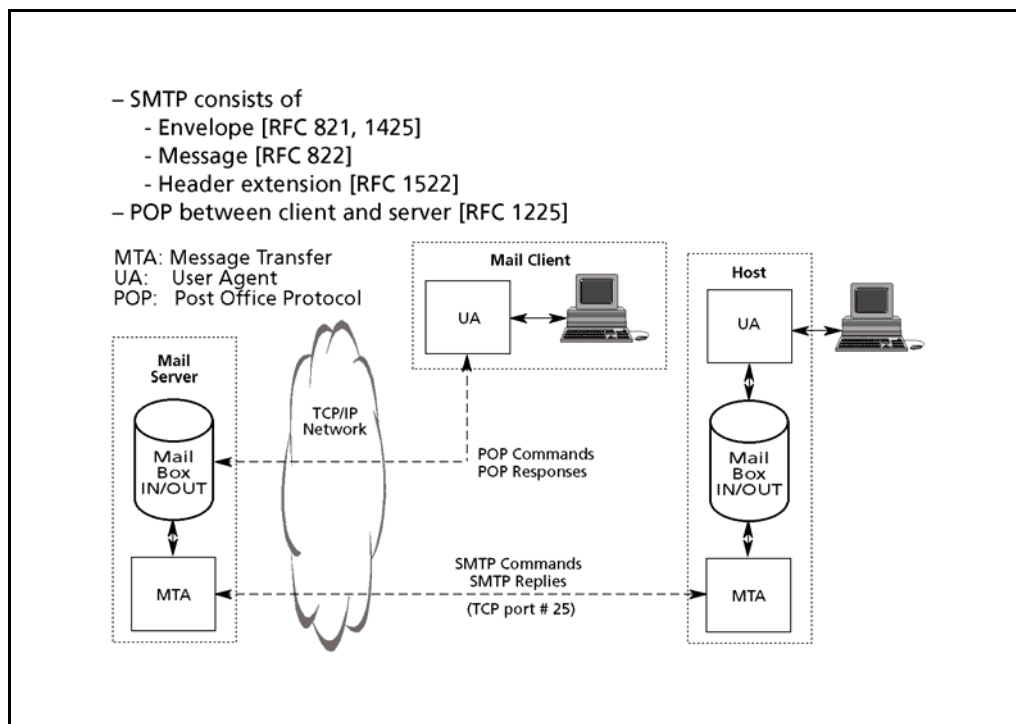 – SMTP consists of
- Envelope [RFC 821, 1425]
- Message [RFC 822]
- Header extension [RFC 1522]
– POP between client and server [RFC 1225]
MTA: Message Transfer
UA: User Agent
POP: Post Office Protocol
Mail Client
UA
Host
UA
Mail
Server
Mail
Box
IN/OUT
MTA
TCP/IP
Network
POP Commands
POP Responses
Mail
Box
IN/OUT
SMTP Commands
SMTP Replies
(TCP port # 25)
MTA